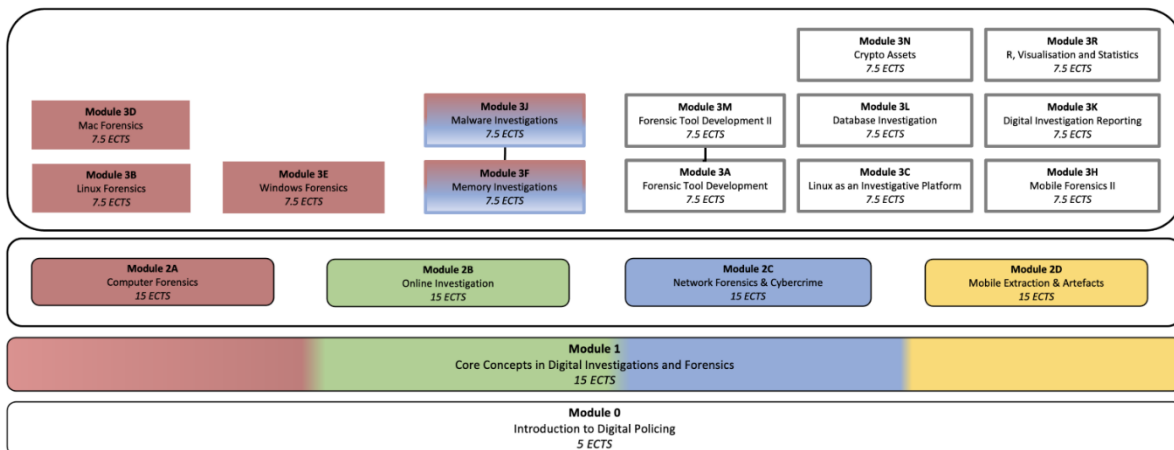 Module 3N
Crypto Assets
7.5 ECTS
Module 3R
R, Visualisation and Statistics
7.5 ECTS
Module 3D
Mac Forensics
7.5 ECTS
Module 3J
Malware Investigations
7.5 ECTS
Module 3M
Forensic Tool Development II
7.5 ECTS
Module 3L
Database Investigation
7.5 ECTS
Module 3K
Digital Investigation Reporting
7.5 ECTS
Module 3B
Linux Forensics
7.5 ECTS
Module 3E
Windows Forensics
7.5 ECTS
Module 3F
Memory Investigations
7.5 ECTS
Module 3A
Forensic Tool Development
7.5 ECTS
Module 3C
Linux as an Investigative Platform
7.5 ECTS
Module 3H
Mobile Forensics II
7.5 ECTS
Module 2A
Computer Forensics
15 ECTS
Module 2B
Online Investigation
15 ECTS
Module 2C
Network Forensics & Cybercrime
15 ECTS
Module 2D
Mobile Extraction & Artefacts
15 ECTS
Module 1
Core Concepts in Digital Investigations and Forensics
15 ECTS
Module 0
Introduction to Digital Policing
5 ECTS